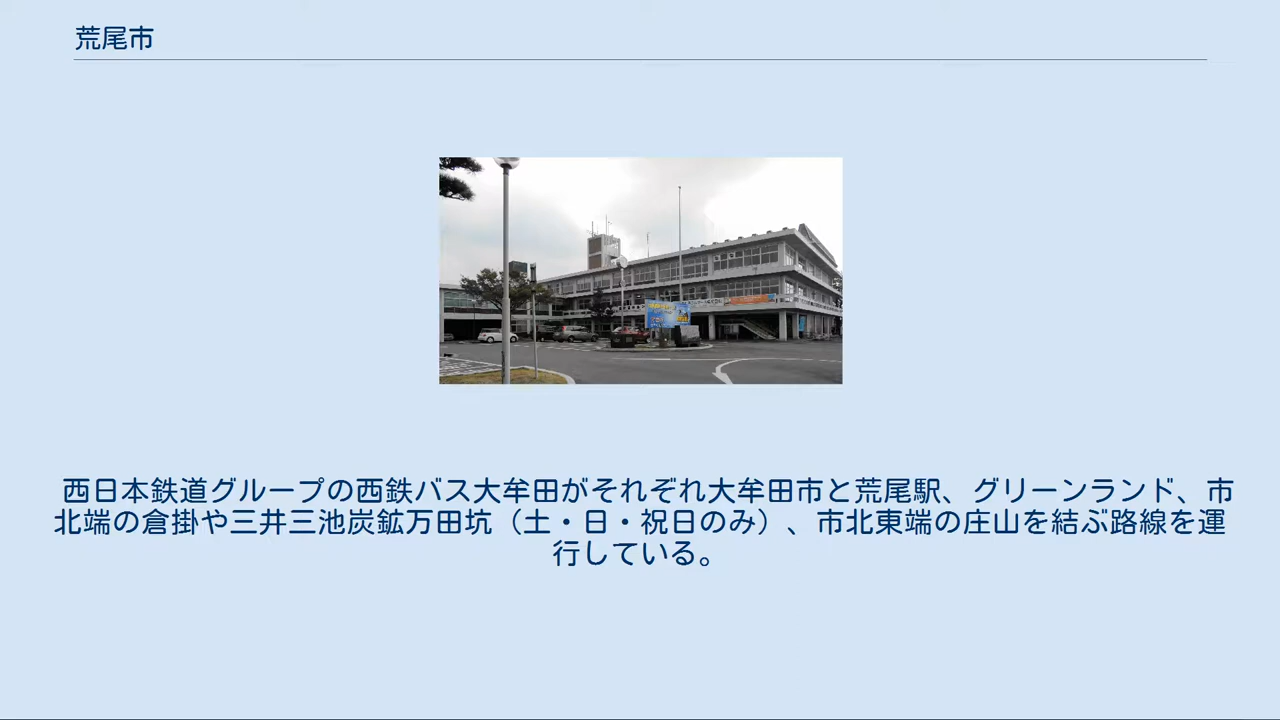 荒尾市
西日本鉄道グループの西鉄バス大牟田がそれぞれ大牟田市と荒尾駅、グリーンランド、市
北端の倉掛や三井三池炭鉱万田坑（土・日・祝日のみ）、市北東端の庄山を結ぶ路線を運
行している。